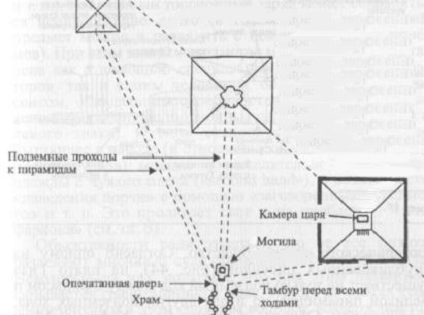 Подземные проходы
к пирамидам
Камера царя
Могила
Опечатанная дверь
Храм
Тамбур перед всеми
ходами